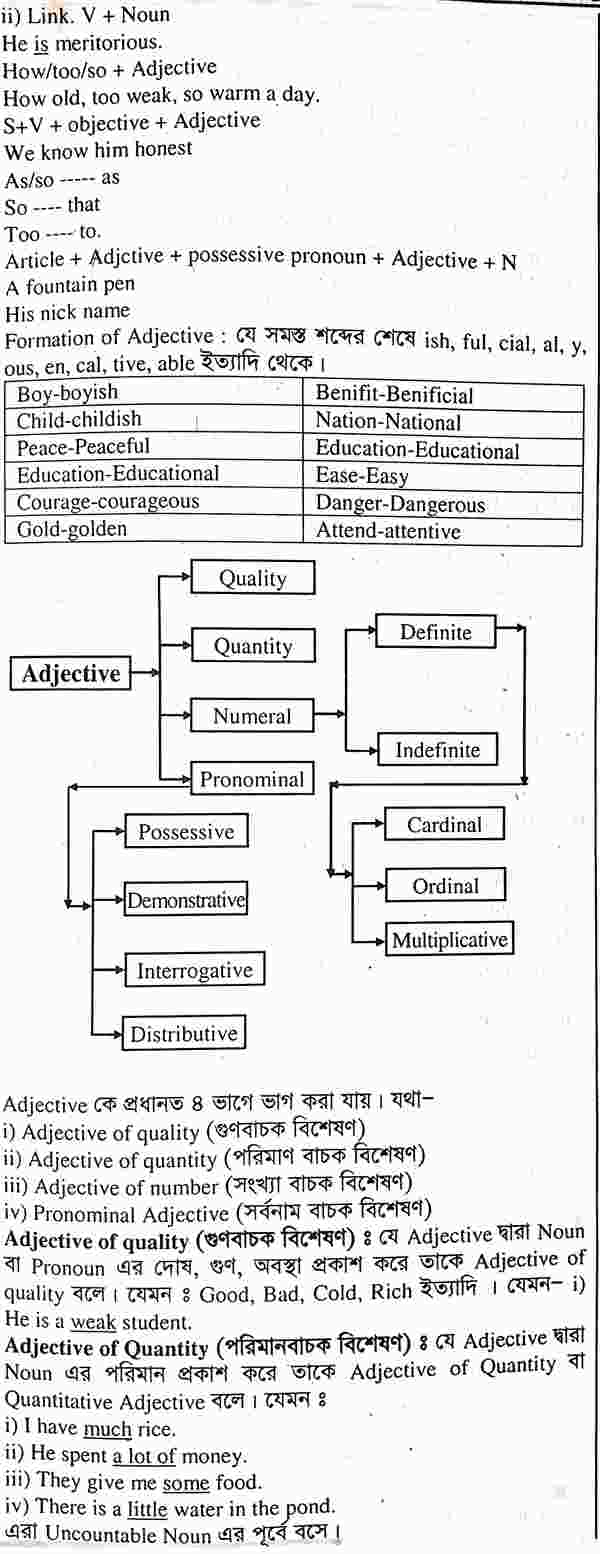 ii) Link. V + Noun
He is meritorious.
How/too/so + Adjective
How old, too weak, so warm a day.
S+V + objective + Adjective
We know him honest
As/so ----- as
So ---- that
Too ---- to.
Article + Adjctive + possessive pronoun + Adjective + N
A fountain pen
His nick name
Formation of Adjective : যে সমস্ত শব্দের শেষে ish, ful, cial, al, y,
ous, en, cal, tive, able ইত্যাদি থেকে।
Boy-boyish Benifit-Benificial
Child-childish Nation-National
Peace-Peaceful Education-Educational
Education-Educational Ease-Easy
Courage-courageous Danger-Dangerous
Gold-golden Attend-attentive
Quality
Quantity Definite
Adjective
Numeral
Indefinite
Pronominal
Possessive Cardinal
Demonstrative Ordinal
Interrogative Multiplicative
Distributive
Adjective কে প্রধানত ৪ ভাগে ভাগ করা যায়। যথা–
i) Adjective of quality (গুণবাচক বিশেষণ)
ii) Adjective of quantity (পরিমাণ বাচক বিশেষণ)
iii) Adjective of number (সংখ্যা বাচক বিশেষণ)
iv) Pronominal Adjective (সর্বনাম বাচক বিশেষণ)
Adjective of quality (গুণবাচক বিশেষণ) ঃ যে Adjective দ্বারা Noun
বা Pronoun এর দোষ, গুণ, অবস্থা প্রকাশ করে তাকে Adjective of
quality বলে। যেমন ঃ Good, Bad, Cold, Rich ইত্যাদি । যেমন– i)
He is a weak student.
Adjective of Quantity (পরিমানবাচক বিশেষণ) ঃ যে Adjective দ্বারা
Noun এর পরিমান প্রকাশ করে তাকে Adjective of Quantity বা
Quantitative Adjective বলে। যেমন ঃ
i) I have much rice.
ii) He spent a lot of money.
iii) They give me some food.
iv) There is a little water in the pond.
এরা Uncountable Noun এর পূর্বে বসে।